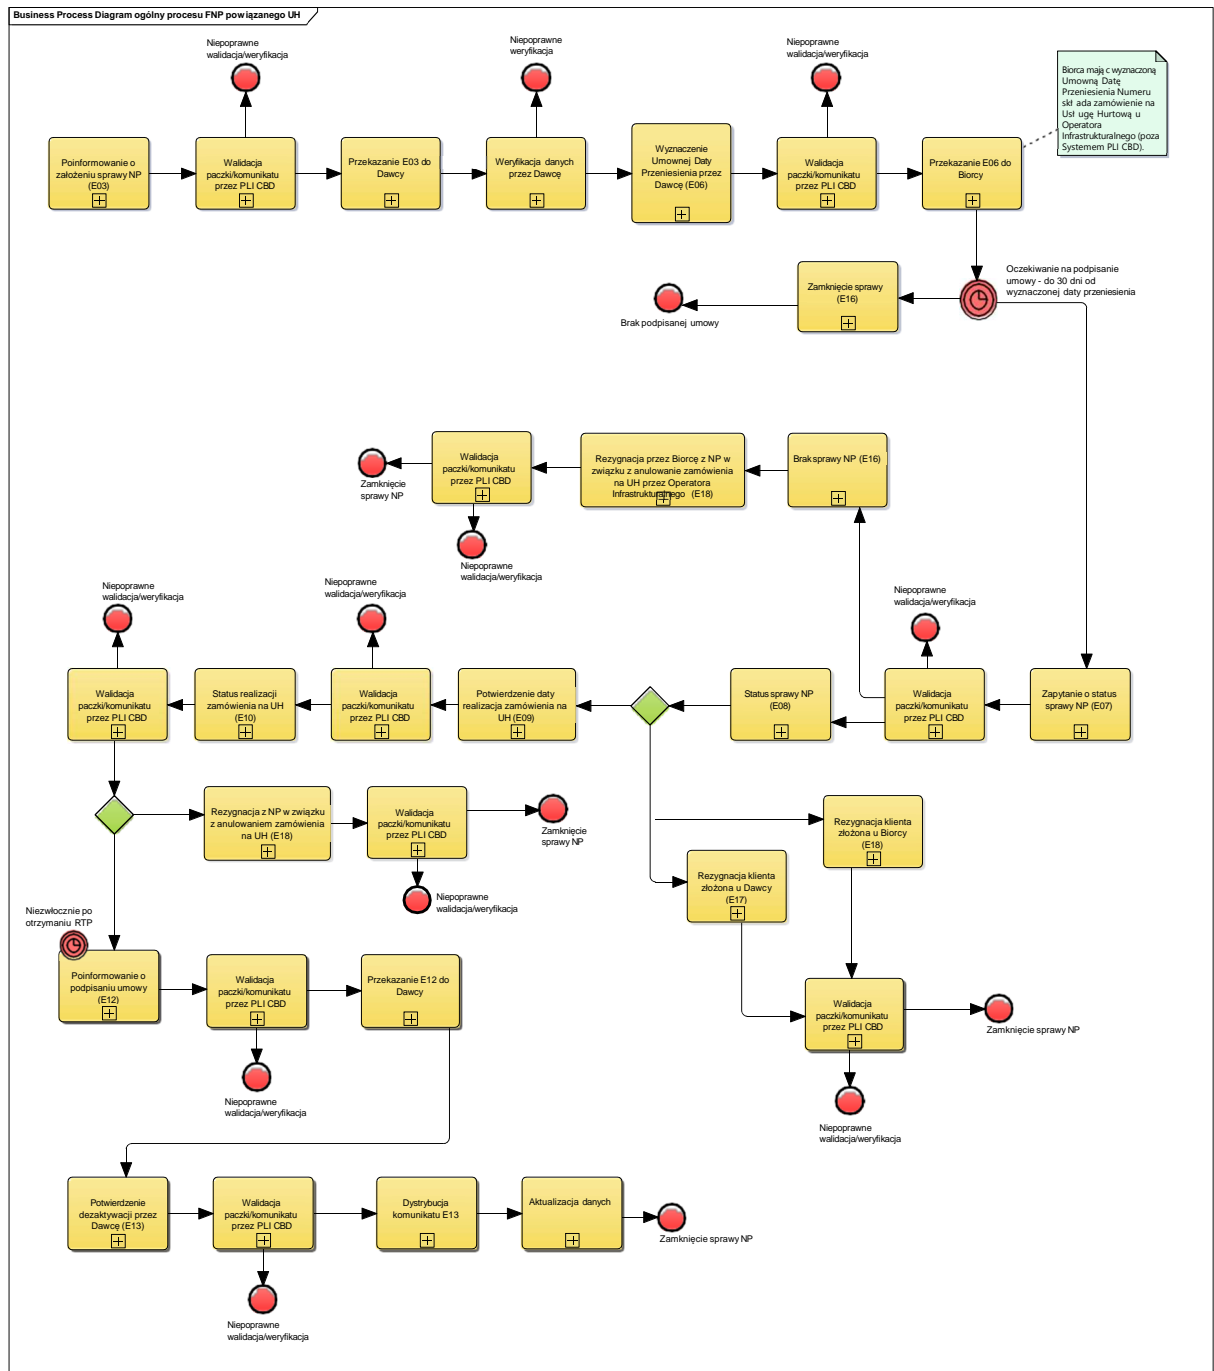 Business Process Diagram ogólny procesu FNP powiązanego UH
Niepoprawne
walidacja/weryfikacja
Niepoprawne
weryfikacja
Niepoprawne
walidacja/weryfikacja
Biorca mają c wyznaczoną
Umowną Datę
Przeniesienia Numeru
skł ada zamówienie na
Usł ugę Hurtową u
Operatora
Infrastrukturalnego (poza
Systemem PLI CBD).
Poinformowanie o
założeniu sprawy NP
(E03)
Walidacja
paczki/komunikatu
przez PLI CBD
Przekazanie E03 do
Dawcy
Weryfikacja danych
przez Dawcę
Wyznaczenie
Umownej Daty
Przeniesienia przez
Dawcę (E06)
Walidacja
paczki/komunikatu
przez PLI CBD
Przekazanie E06 do
Biorcy
Oczekiwanie na podpisanie
umowy - do 30 dni od
wyznaczonej daty przeniesienia
Zamknięcie sprawy
(E16)
Brak podpisanej umowy
Zamknięcie
sprawy NP
Walidacja
paczki/komunikatu
przez PLI CBD
Rezygnacja przez Biorcę z NP w
związku z anulowanie zamówienia
na UH przez Operatora
Infrastrukturalnego (E18)
Brak sprawy NP (E16)
Niepoprawne
walidacja/weryfikacja
Niepoprawne
walidacja/weryfikacja
Niepoprawne
walidacja/weryfikacja
Niepoprawne
walidacja/weryfikacja
Walidacja
paczki/komunikatu
przez PLI CBD
Status realizacji
zamówienia na UH
(E10)
Walidacja
paczki/komunikatu
przez PLI CBD
Potwierdzenie daty
realizacja zamówienia na
UH (E09)
Status sprawy NP
(E08)
Walidacja
paczki/komunikatu
przez PLI CBD
Zapytanie o status
sprawy NP (E07)
Rezygnacja z NP w związku
z anulowaniem zamówienia
na UH (E18)
Walidacja
paczki/komunikatu
przez PLI CBD
Zamknięcie
sprawy NP
Rezygnacja klienta
złożona u Biorcy
(E18)
Rezygnacja klienta
złożona u Dawcy
(E17)
Niepoprawne
walidacja/weryfikacja
Niezwłocznie po
otrzymaniu RTP
Poinformowanie o
podpisaniu umowy
(E12)
Walidacja
paczki/komunikatu
przez PLI CBD
Przekazanie E12 do
Dawcy
Walidacja
paczki/komunikatu
przez PLI CBD
Zamknięcie sprawy NP
Niepoprawne
walidacja/weryfikacja
Niepoprawne
walidacja/weryfikacja
Potwierdzenie
dezaktywacji przez
Dawcę (E13)
Walidacja
paczki/komunikatu
przez PLI CBD
Dystrybucja
komunikatu E13
Aktualizacja danych
Zamknięcie sprawy NP
Niepoprawne
walidacja/weryfikacja